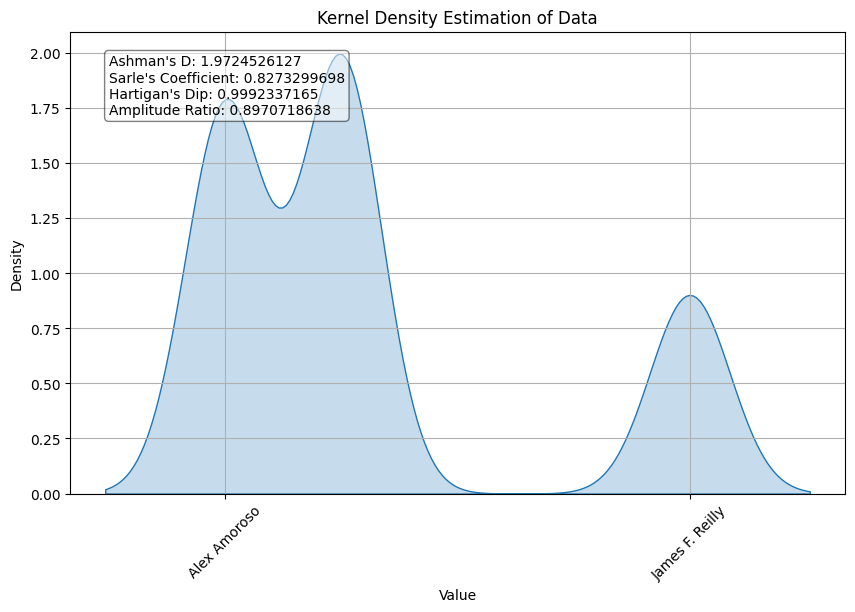 Kernel Density Estimation of Data
Ashman's D: 1.9724526127
Sarle's Coefficient: 0.8273299698
Hartigan's Dip: 0.9992337165
Amplitude Ratio: 0.8970718638
2.00
1.75
1.50
1.25
1.00
0.75
0.50
0.25
0.00
Density
Alex Amoroso
James F. Reilly
Value